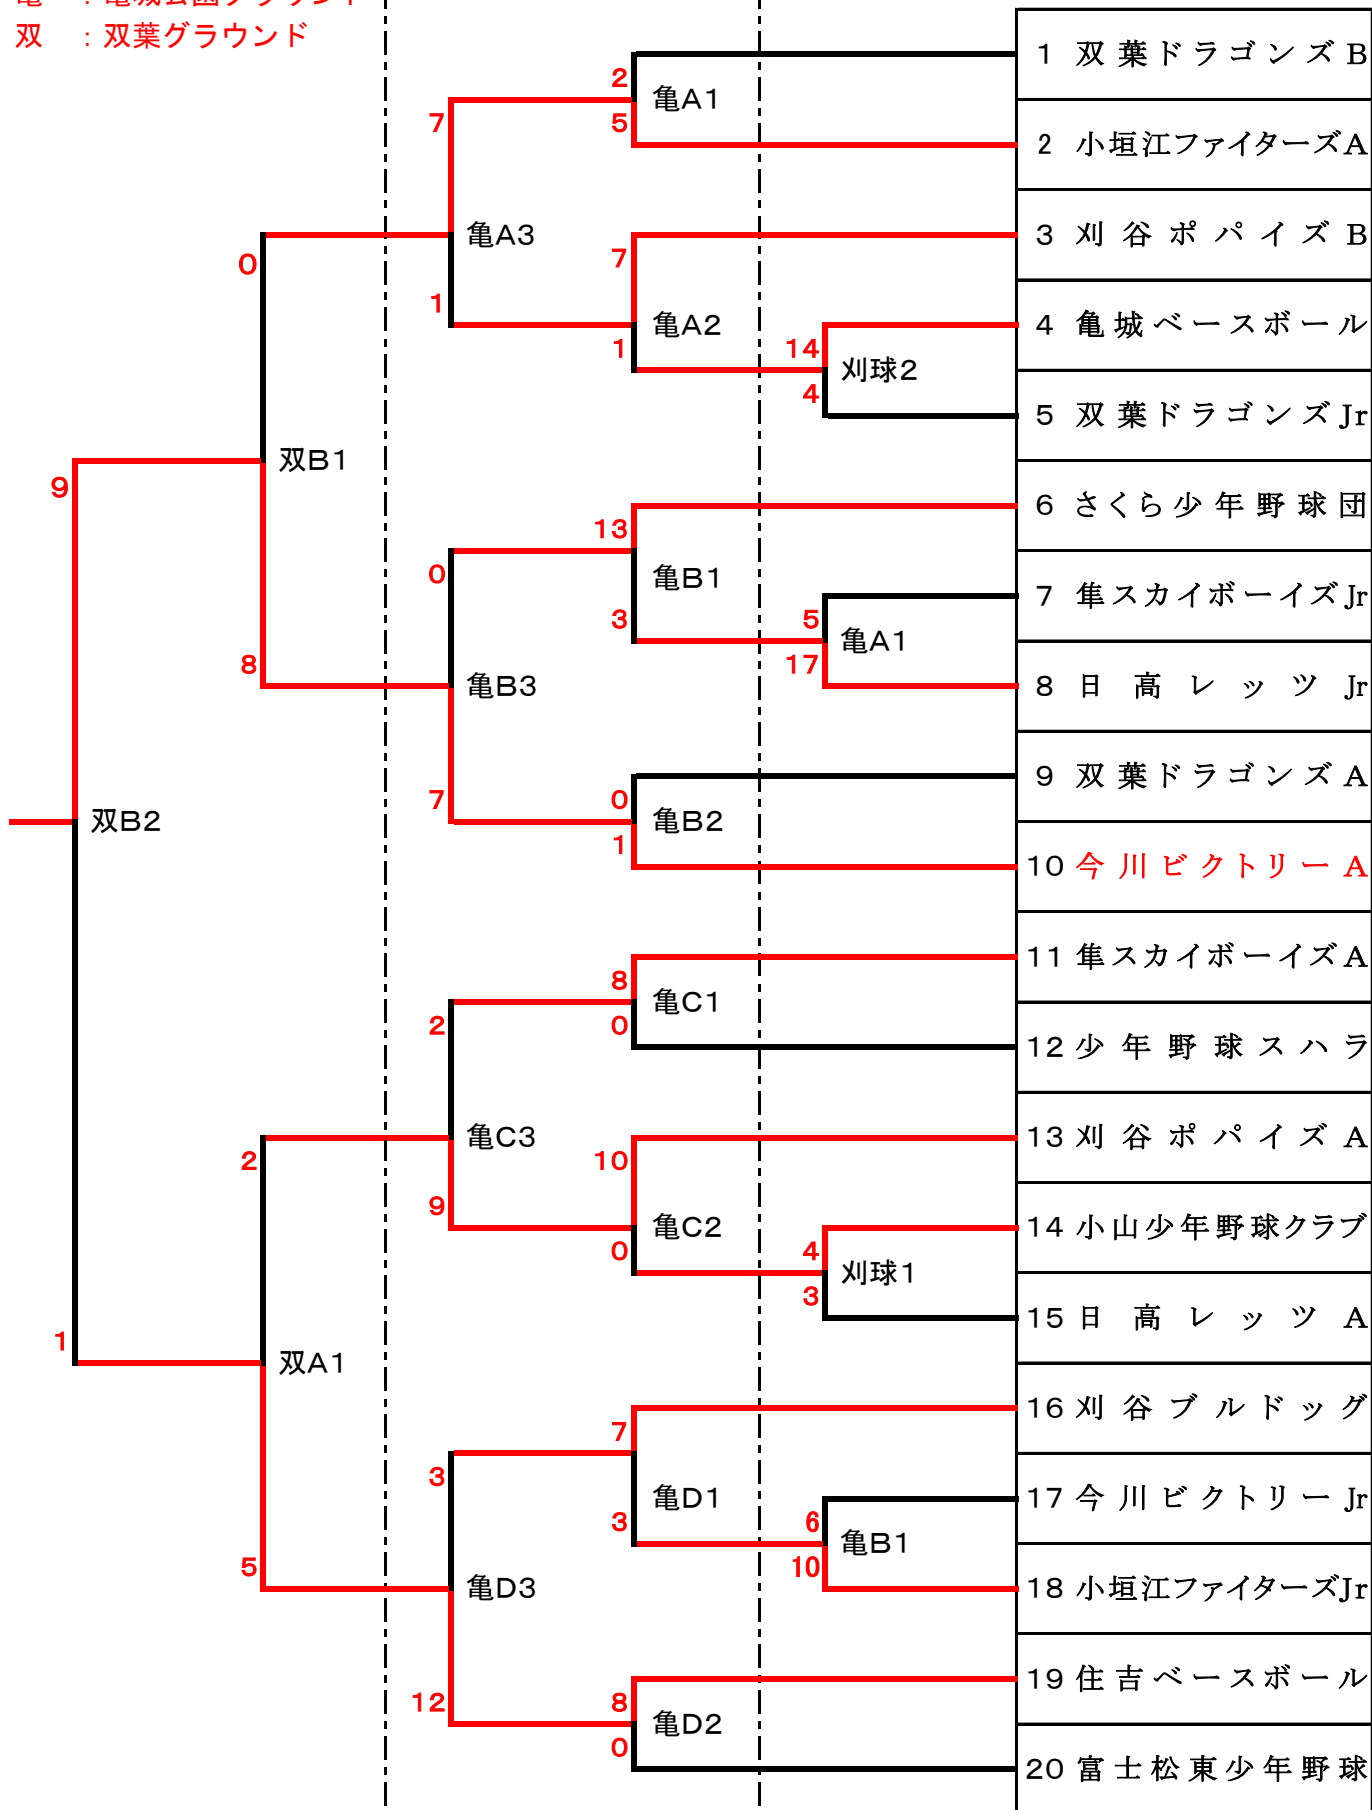 双 ：双葉グラウンド
1 双葉ドラゴンズB
2 亀A1
7 5
2 小垣江ファイターズA
亀A3 3 刈谷ポパイズB
0 7
1 亀A2 4 亀城ベースボール
1 14 刈球2
4
5 双葉ドラゴンズJr
双B1
9
6 さくら少年野球団
13
0 亀B1 7 隼スカイボーイズJr
3 5 亀A1
8 17
亀B3 8 日高レッツJr
9 双葉ドラゴンズA
7 0
双B2 亀B2
1
10 今川ビクトリーA
11 隼スカイボーイズA
8 亀C1
2 0
12 少年野球スハラ
亀C3 13 刈谷ポパイズA
2 10
9 亀C2 14 小山少年野球クラブ
0 4 刈球1
3
15 日高レッツA
1
双A1
16 刈谷ブルドッグ
7
3 亀D1 17 今川ビクトリーJr
3 6 亀B1
5 10
亀D3 18 小垣江ファイターズJr
19 住吉ベースボール
12 8
亀D2
0
20 富士松東少年野球